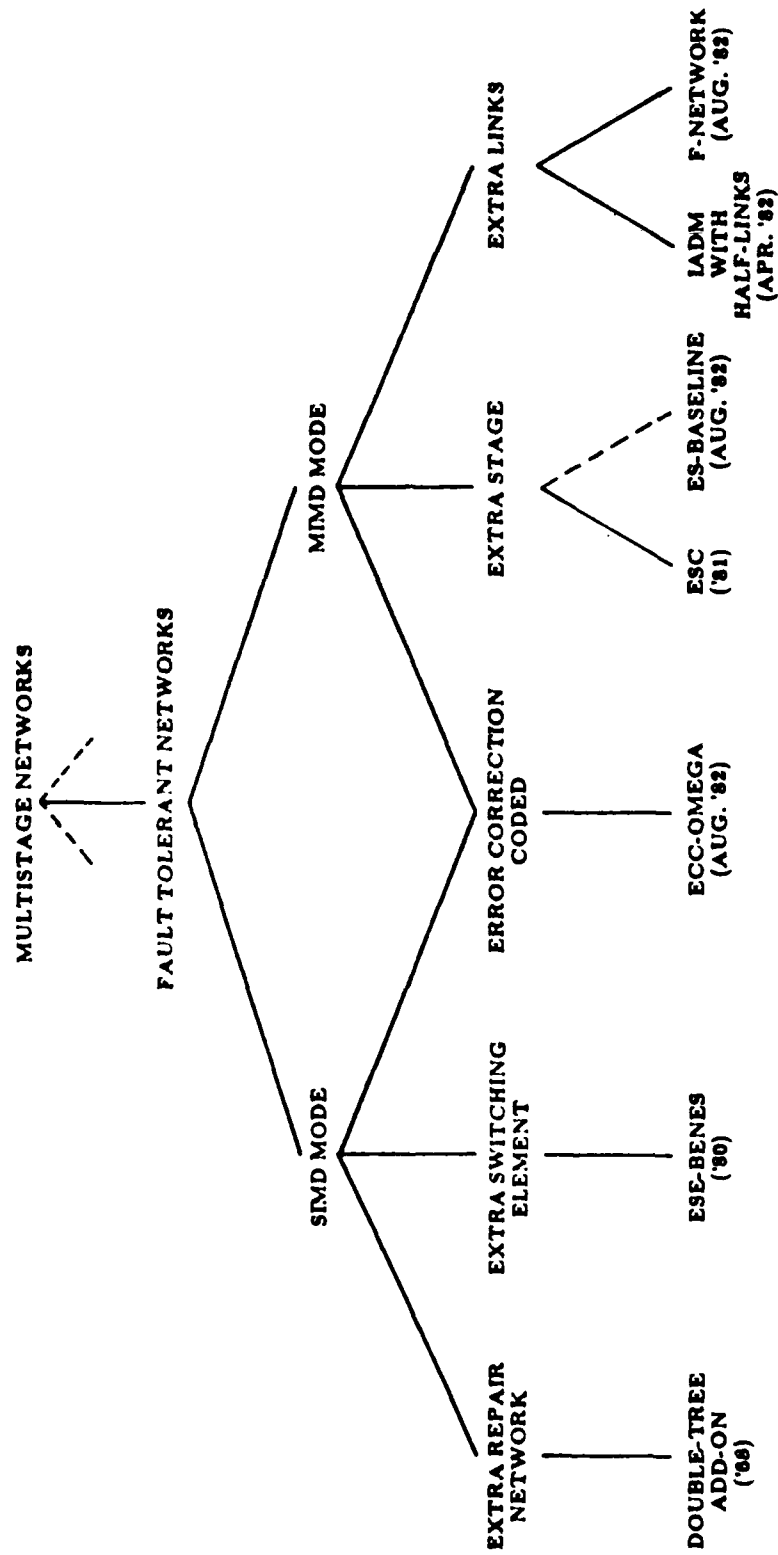 MULTISTAGE NETWORKS
FAULT TOLERANT NETWORKS
SIMD MODE
MIMD MODE
EXTRA REPAIR
NETWORK
EXTRA SWITCHING
ELEMENT
ERROR CORRECTION
CODED
EXTRA STAGE
EXTRA LINKS
DOUBLE-TREE
ADD-ON
('68)
ESE-BENES
('80)
ECC-OMEGA
(AUG. '82)
ESC
('81)
ES-BASELINE
(AUG. '82)
IADM
WITH
HALF-LINKS
(APR. '82)
F-NETWORK
(AUG. '82)